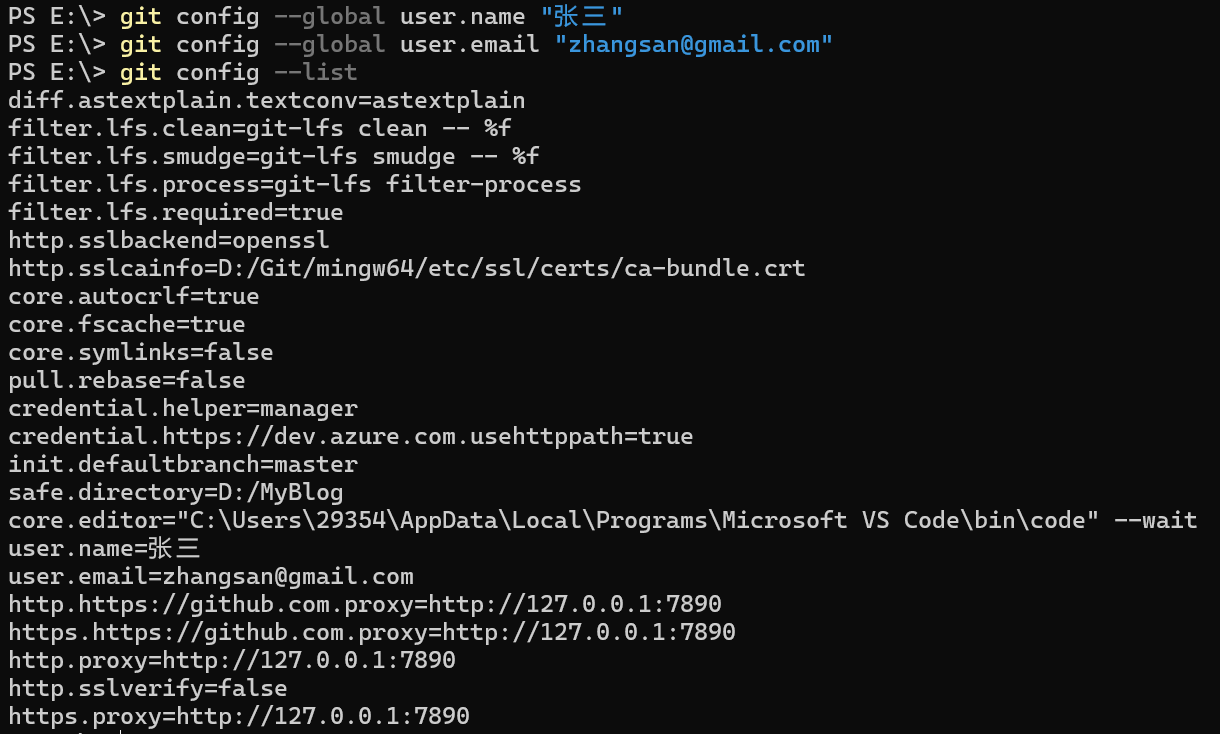 PS E:\> git config --global user.name "张三"
PS E:\> git config --global user.email "zhangsan@gmail.com"
PS E:\> git config --list
diff.astextplain.textconv=astextplain
filter.lfs.clean=git-lfs clean -- %f
filter.lfs.smudge=git-lfs smudge -- %f
filter.lfs.process=git-lfs filter-process
filter.lfs.required=true
http.sslbackend=openssl
http.sslcainfo=D:/Git/mingw64/etc/ssl/certs/ca-bundle.crt
core.autocrlf=true
core.fscache=true
core.symlinks=false
pull.rebase=false
credential.helper=manager
credential.https://dev.azure.com.usehttppath=true
init.defaultbranch=master
safe.directory=D:/MyBlog
core.editor="C:\Users\29354\AppData\Local\Programs\Microsoft VS Code\bin\code" --wait
user.name=张三
user.email=zhangsan@gmail.com
http.https://github.com.proxy=http://127.0.0.1:7890
https.https://github.com.proxy=http://127.0.0.1:7890
http.proxy=http://127.0.0.1:7890
http.sslverify=false
https.proxy=http://127.0.0.1:7890